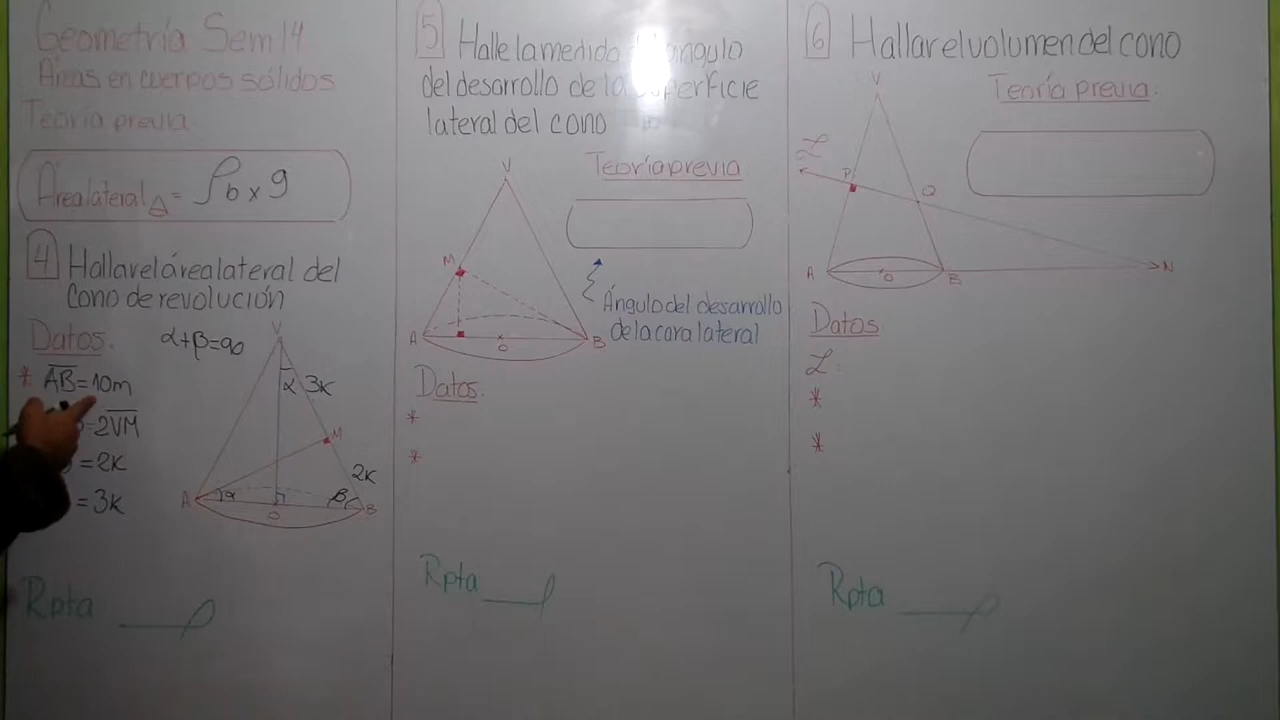 Geometría Sem 14
Áreas en cuerpos sólidos
Teoría previa
Área lateral = ρb x g
4 Hallar el área lateral del
Cono de revolución
Datos.
α+β=90
* AB=10m
=2VM
=2K
=3K
V
α 3K
M
2K
A α β B
O
Rpta
5 Halle la medida ángulo
del desarrollo de la superficie
lateral del cono
Teoría previa
V
M
A O B
Ángulo del desarrollo
de la cara lateral
Datos.
*
*
Rpta
6 Hallar el volumen del cono
Teoría previa.
V
L
P
Q
A O B N
Datos
L:
*
*
Rpta